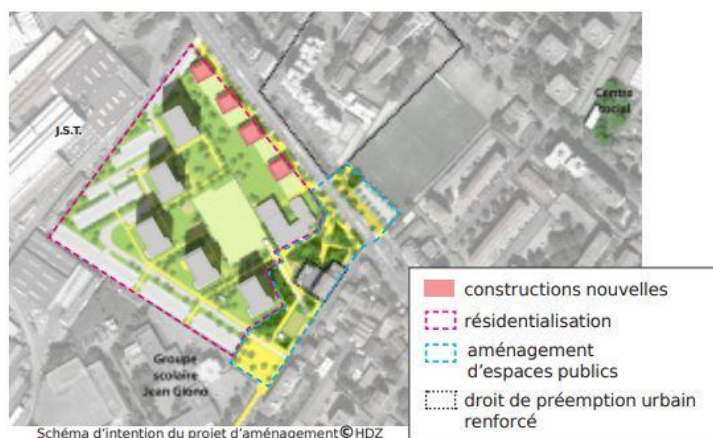 J.S.T.
Centre
social
Groupe
scolaire
Jean Giono
constructions nouvelles
résidentialisation
aménagement
d'espaces publics
droit de préemption urbain
renforcé
Schéma d'intention du projet d'aménagement©HDZ